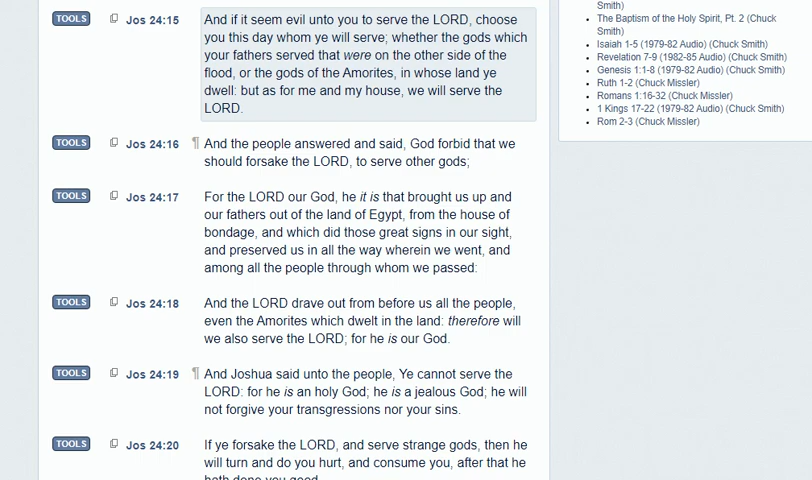 TOOLS Jos 24:15 And if it seem evil unto you to serve the LORD, choose
you this day whom ye will serve; whether the gods which
your fathers served that were on the other side of the
flood, or the gods of the Amorites, in whose land ye
dwell: but as for me and my house, we will serve the
LORD.
TOOLS Jos 24:16 ¶ And the people answered and said, God forbid that we
should forsake the LORD, to serve other gods;
TOOLS Jos 24:17 For the LORD our God, he it is that brought us up and
our fathers out of the land of Egypt, from the house of
bondage, and which did those great signs in our sight,
and preserved us in all the way wherein we went, and
among all the people through whom we passed:
TOOLS Jos 24:18 And the LORD drave out from before us all the people,
even the Amorites which dwelt in the land: therefore will
we also serve the LORD; for he is our God.
TOOLS Jos 24:19 ¶ And Joshua said unto the people, Ye cannot serve the
LORD: for he is an holy God; he is a jealous God; he will
not forgive your transgressions nor your sins.
TOOLS Jos 24:20 If ye forsake the LORD, and serve strange gods, then he
will turn and do you hurt, and consume you, after that he
hath done you good.
Smith)
The Baptism of the Holy Spirit, Pt. 2 (Chuck
Smith)
Isaiah 1-5 (1979-82 Audio) (Chuck Smith)
Revelation 7-9 (1982-85 Audio) (Chuck Smith)
Genesis 1:1-8 (1979-82 Audio) (Chuck Smith)
Ruth 1-2 (Chuck Missler)
Romans 1:16-32 (Chuck Missler)
1 Kings 17-22 (1979-82 Audio) (Chuck Smith)
Rom 2-3 (Chuck Missler)